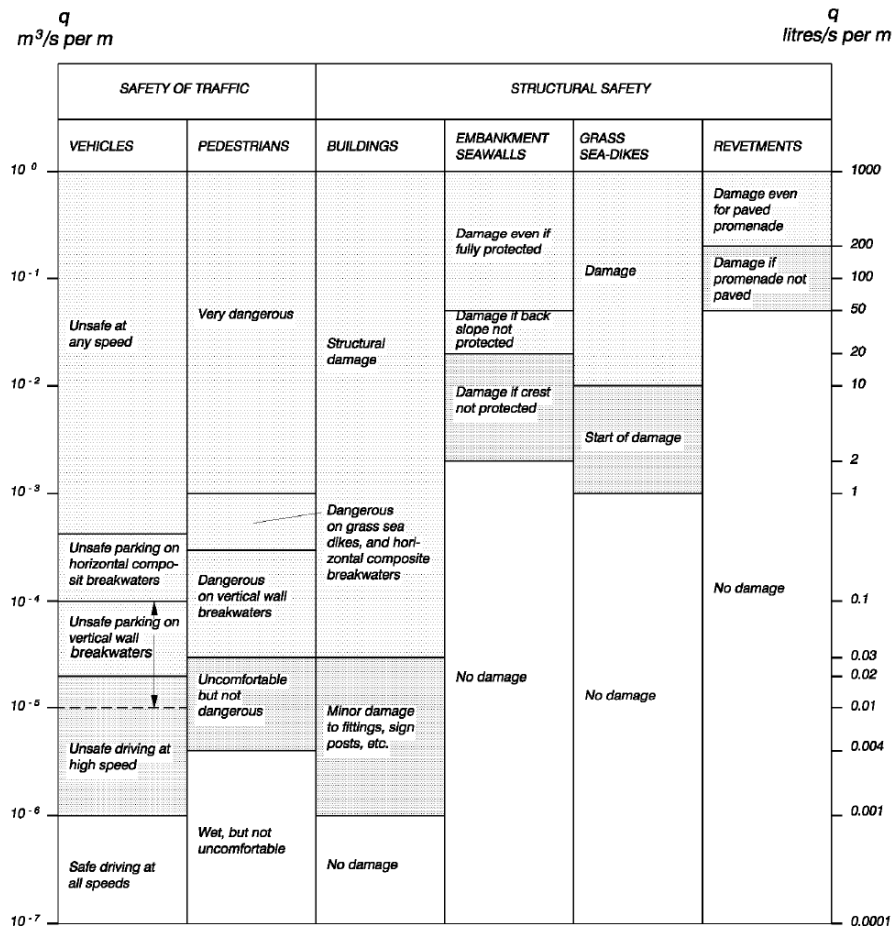 q
m³/s per m
q
litres/s per m
SAFETY OF TRAFFIC
STRUCTURAL SAFETY
VEHICLES
PEDESTRIANS
BUILDINGS
EMBANKMENT
SEAWALLS
GRASS
SEA-DIKES
REVETMENTS
10⁰
10⁻¹
10⁻²
10⁻³
10⁻⁴
10⁻⁵
10⁻⁶
10⁻⁷
Unsafe at
any speed
Unsafe parking on
horizontal compo-
sit breakwaters
Unsafe parking on
vertical wall
breakwaters
Unsafe driving at
high speed
Safe driving at
all speeds
Very dangerous
Dangerous
on grass sea
dikes, and hori-
zontal composite
breakwaters
Dangerous
on vertical wall
breakwaters
Uncomfortable
but not
dangerous
Wet, but not
uncomfortable
Structural
damage
Minor damage
to fittings, sign
posts, etc.
No damage
Damage even if
fully protected
Damage if back
slope not
protected
Damage if crest
not protected
No damage
Damage
Start of damage
No damage
Damage even
for paved
promenade
Damage if
promenade not
paved
No damage
1000
200
100
50
20
10
2
1
0.1
0.03
0.02
0.01
0.004
0.001
0.0001